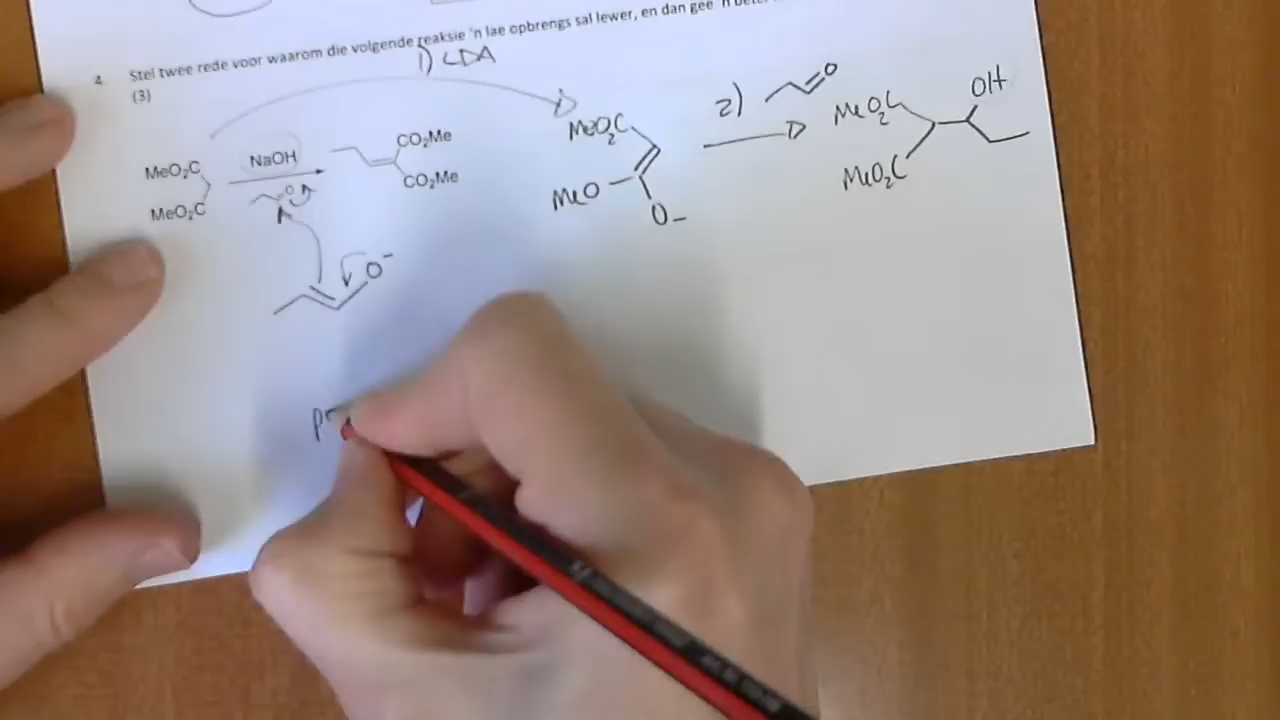 4 Stel twee rede voor waarom die volgende reaksie 'n lae opbrengs sal lewer, en dan gee 'n
(3)
1) LDA
2)
O
OH
MeO₂C
MeO₂C
NaOH
O
CO₂Me
CO₂Me
MeO₂C
MeO
O-
MeO₂C
MeO₂C
O-
pr